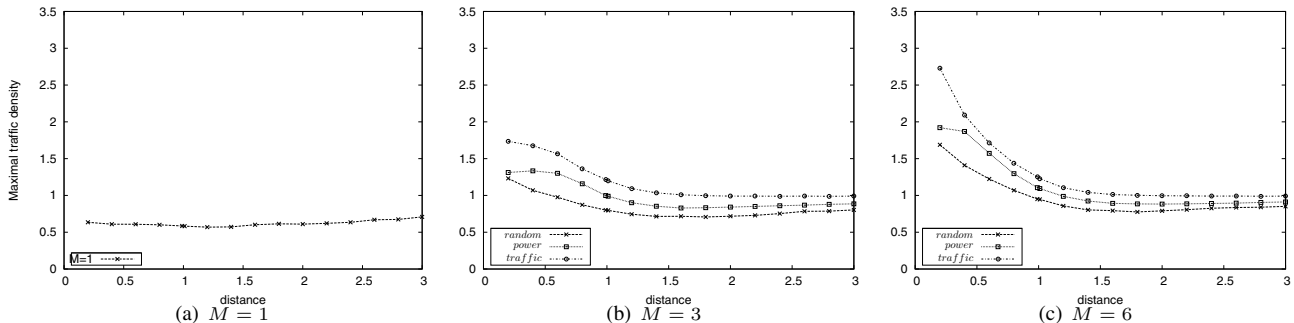 Maximal traffic density
3.5
3
2.5
2
1.5
1
0.5
0
M=1
0 0.5 1 1.5 2 2.5 3
distance
(a) M = 1
3.5
3
2.5
2
1.5
1
0.5
0
random
power
traffic
0 0.5 1 1.5 2 2.5 3
distance
(b) M = 3
3.5
3
2.5
2
1.5
1
0.5
0
random
power
traffic
0 0.5 1 1.5 2 2.5 3
distance
(c) M = 6